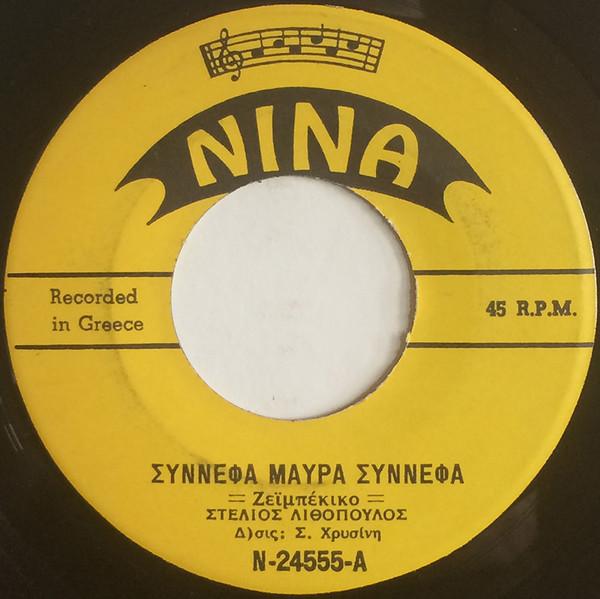 NINA
Recorded
in Greece
45 R.P.M.
ΣΥΝΝΕΦΑ ΜΑΥΡΑ ΣΥΝΝΕΦΑ
= Ζεϊμπέκικο =
ΣΤΕΛΙΟΣ ΛΙΘΟΠΟΥΛΟΣ
Δ)σις: Σ. Χρυσίνη
N-24555-A